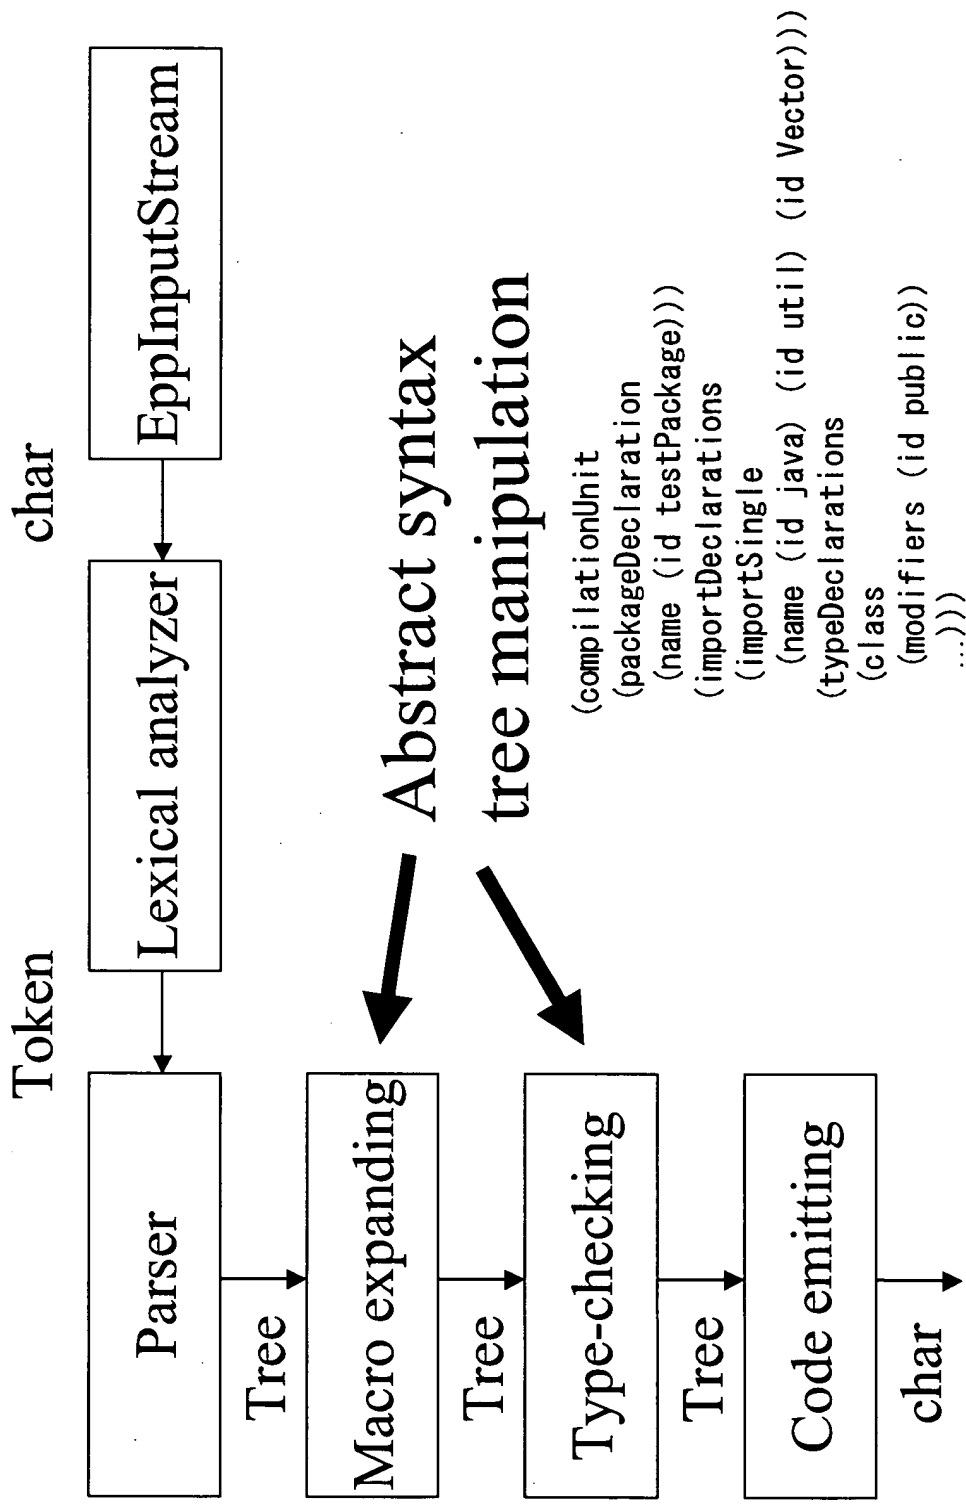 Token
char
Parser
Lexical analyzer
EppInputStream
Tree
Macro expanding
Abstract syntax
tree manipulation
Tree
Type-checking
Tree
Code emitting
char
(compilationUnit
(packageDeclaration
(name (id testPackage)))
(importDeclarations
(importSingle
(name (id java) (id util) (id Vector))))
(typeDeclarations
(class
(modifiers (id public))
...)))